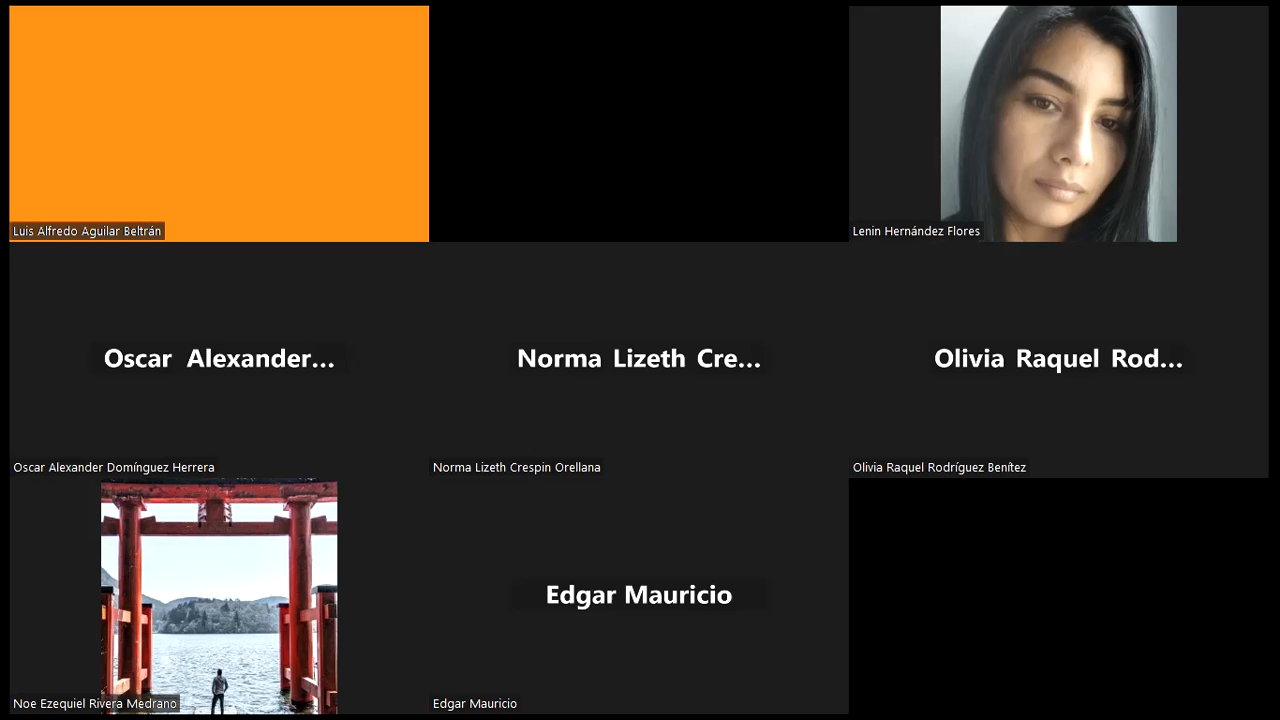 Luis Alfredo Aguilar Beltrán
Lenin Hernández Flores
Oscar Alexander...
Norma Lizeth Cre...
Olivia Raquel Rod...
Oscar Alexander Domínguez Herrera
Norma Lizeth Crespin Orellana
Olivia Raquel Rodríguez Benítez
Edgar Mauricio
Noe Ezequiel Rivera Medrano
Edgar Mauricio